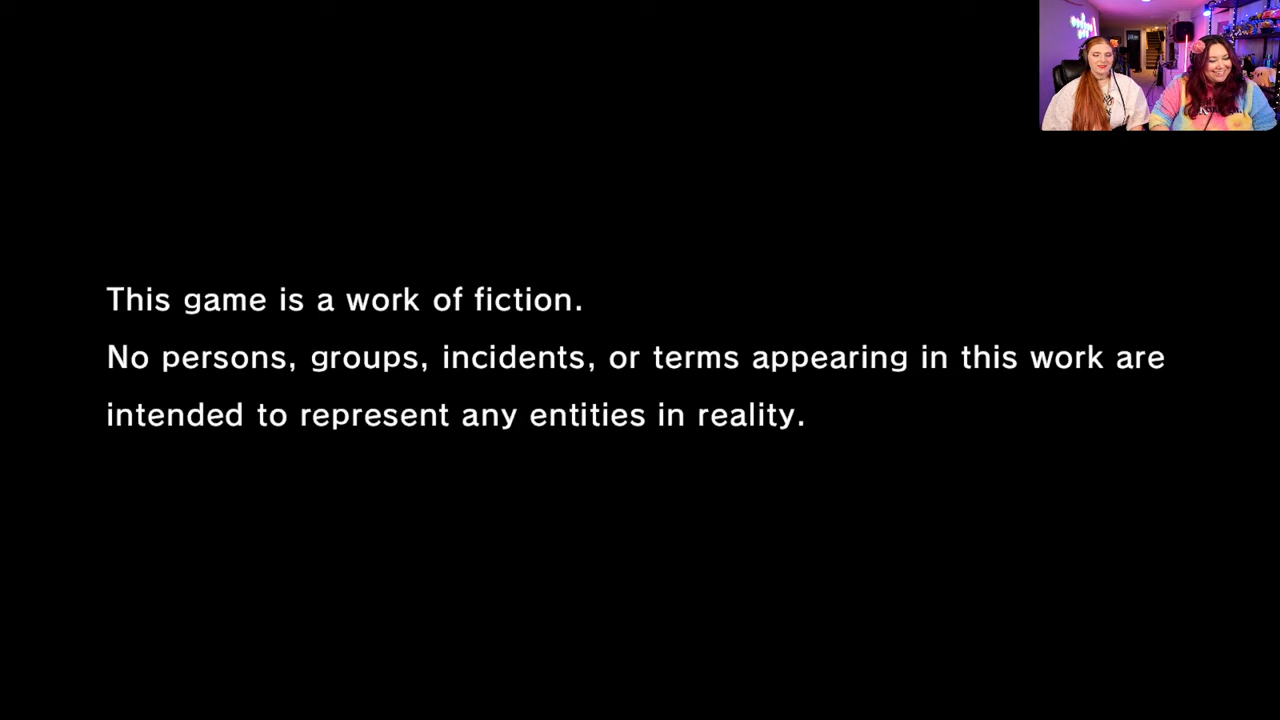 This game is a work of fiction.
No persons, groups, incidents, or terms appearing in this work are
intended to represent any entities in reality.